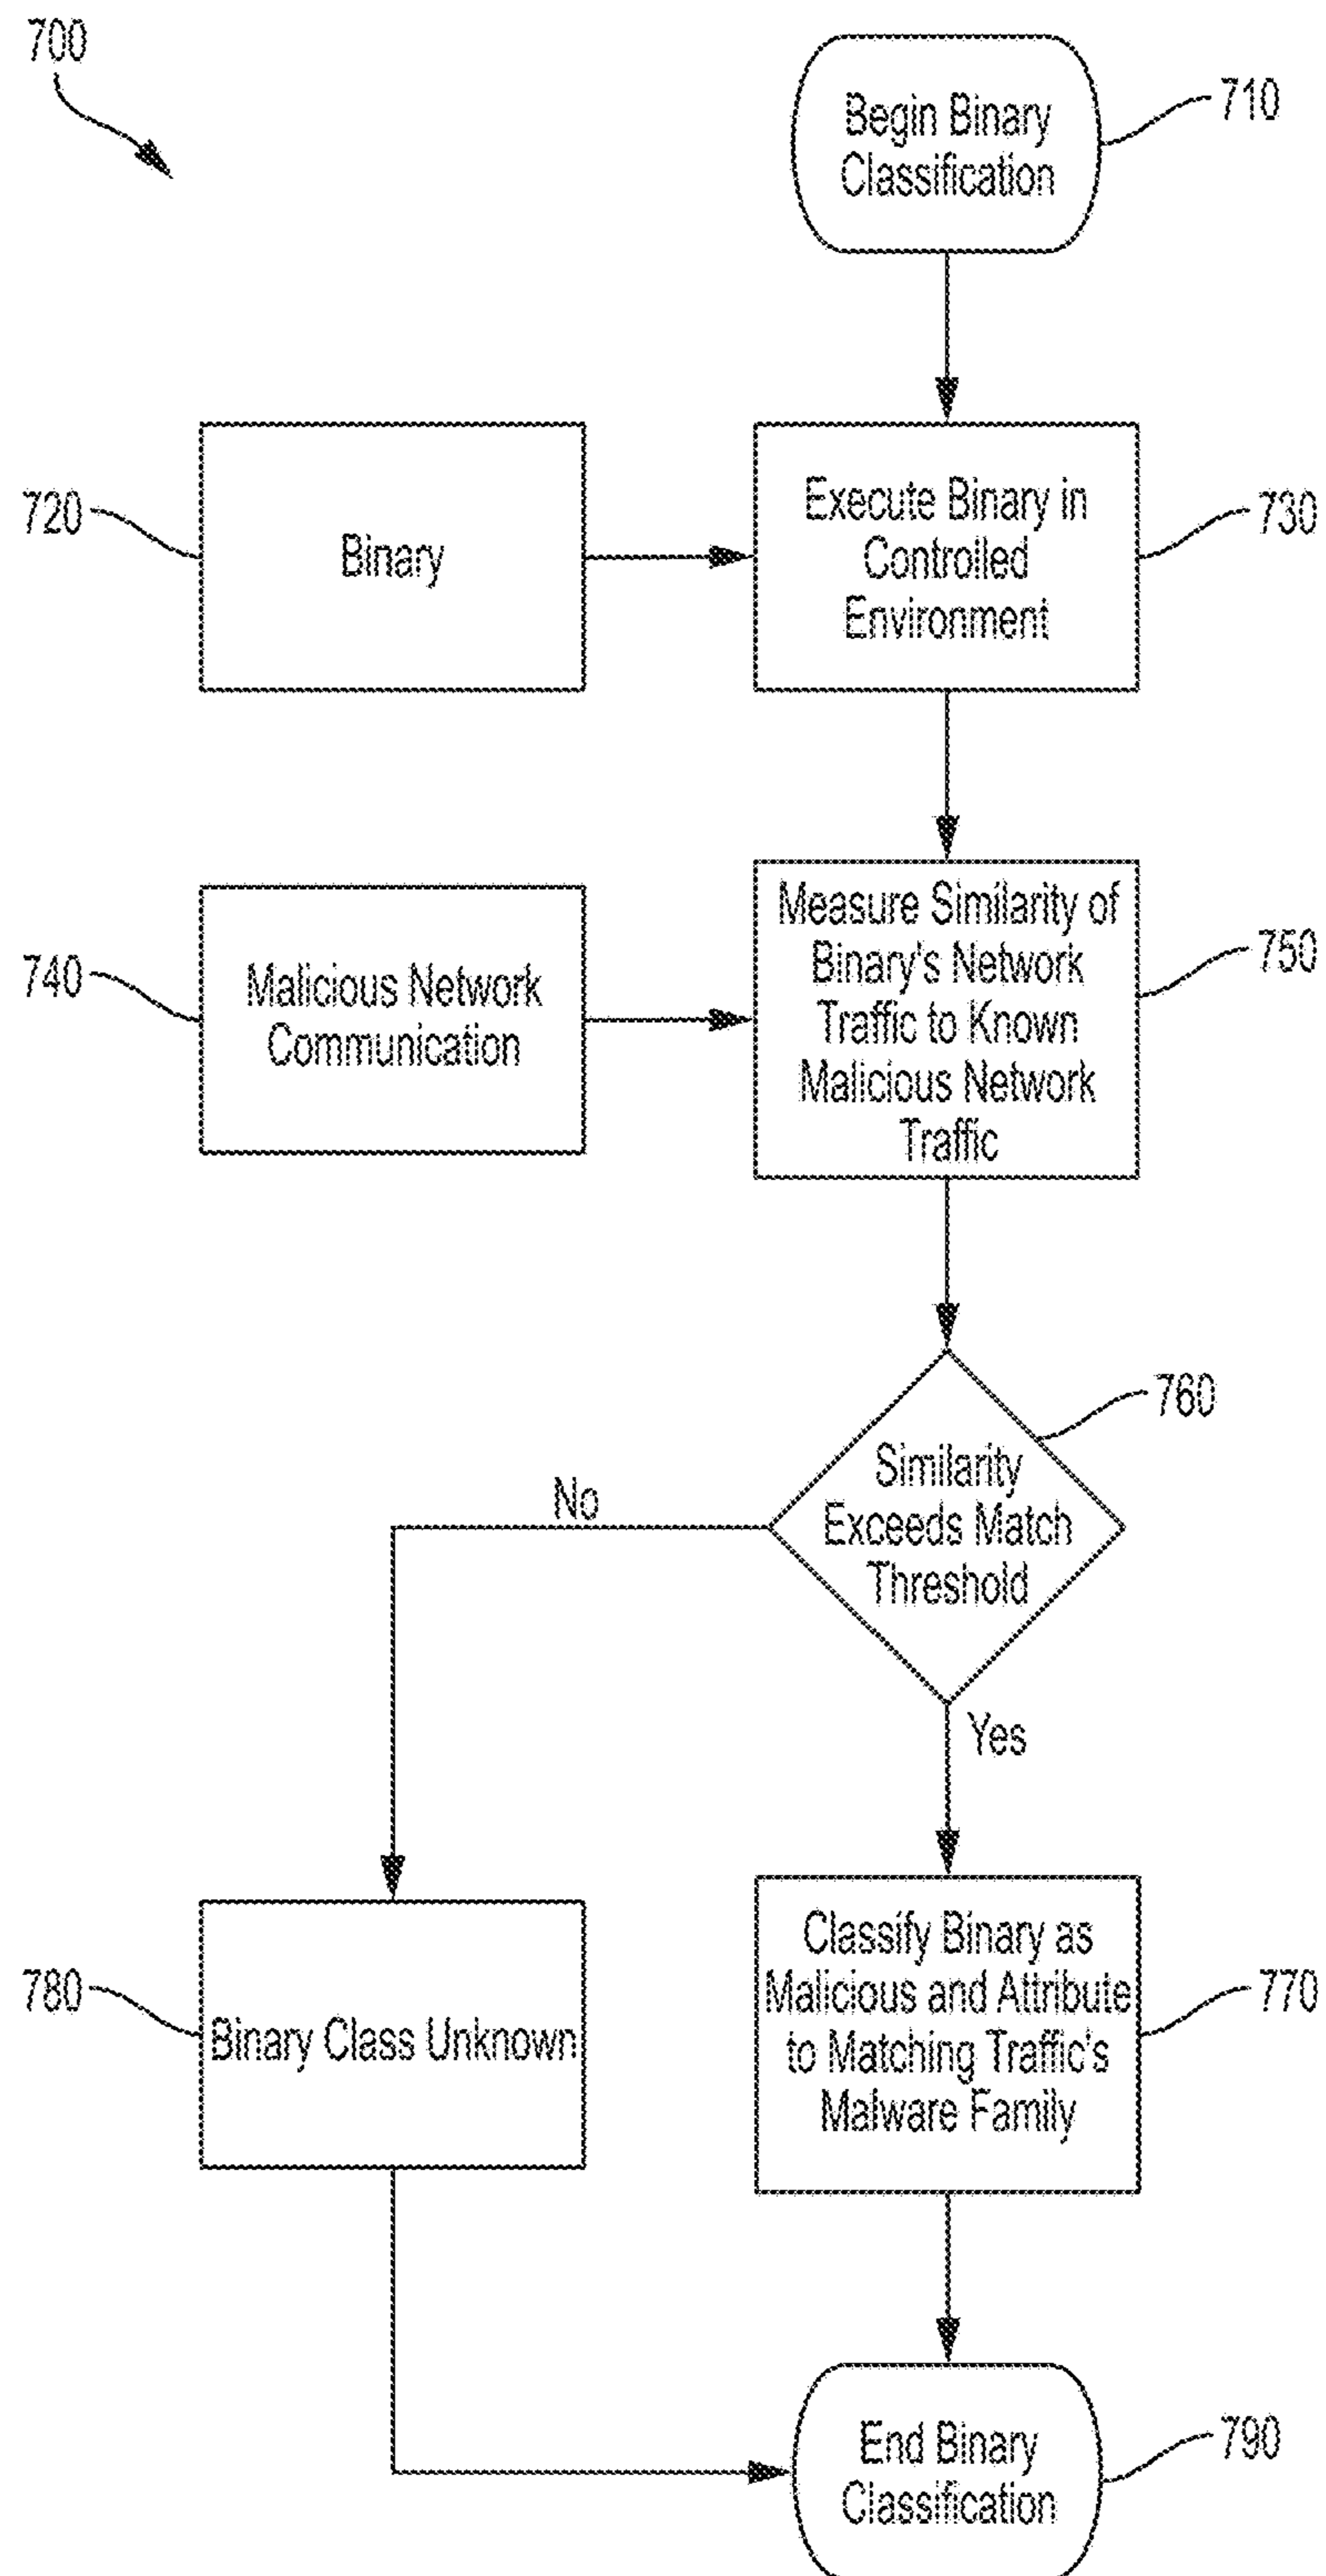 700
Begin Binary
Classification
710
720
Binary
Execute Binary in
Controlled
Environment
730
740
Malicious Network
Communication
Measure Similarity of
Binary's Network
Traffic to Known
Malicious Network
Traffic
750
760
Similarity
Exceeds Match
Threshold
No
Yes
780
Binary Class Unknown
Classify Binary as
Malicious and Attribute
to Matching Traffic's
Malware Family
770
End Binary
Classification
790